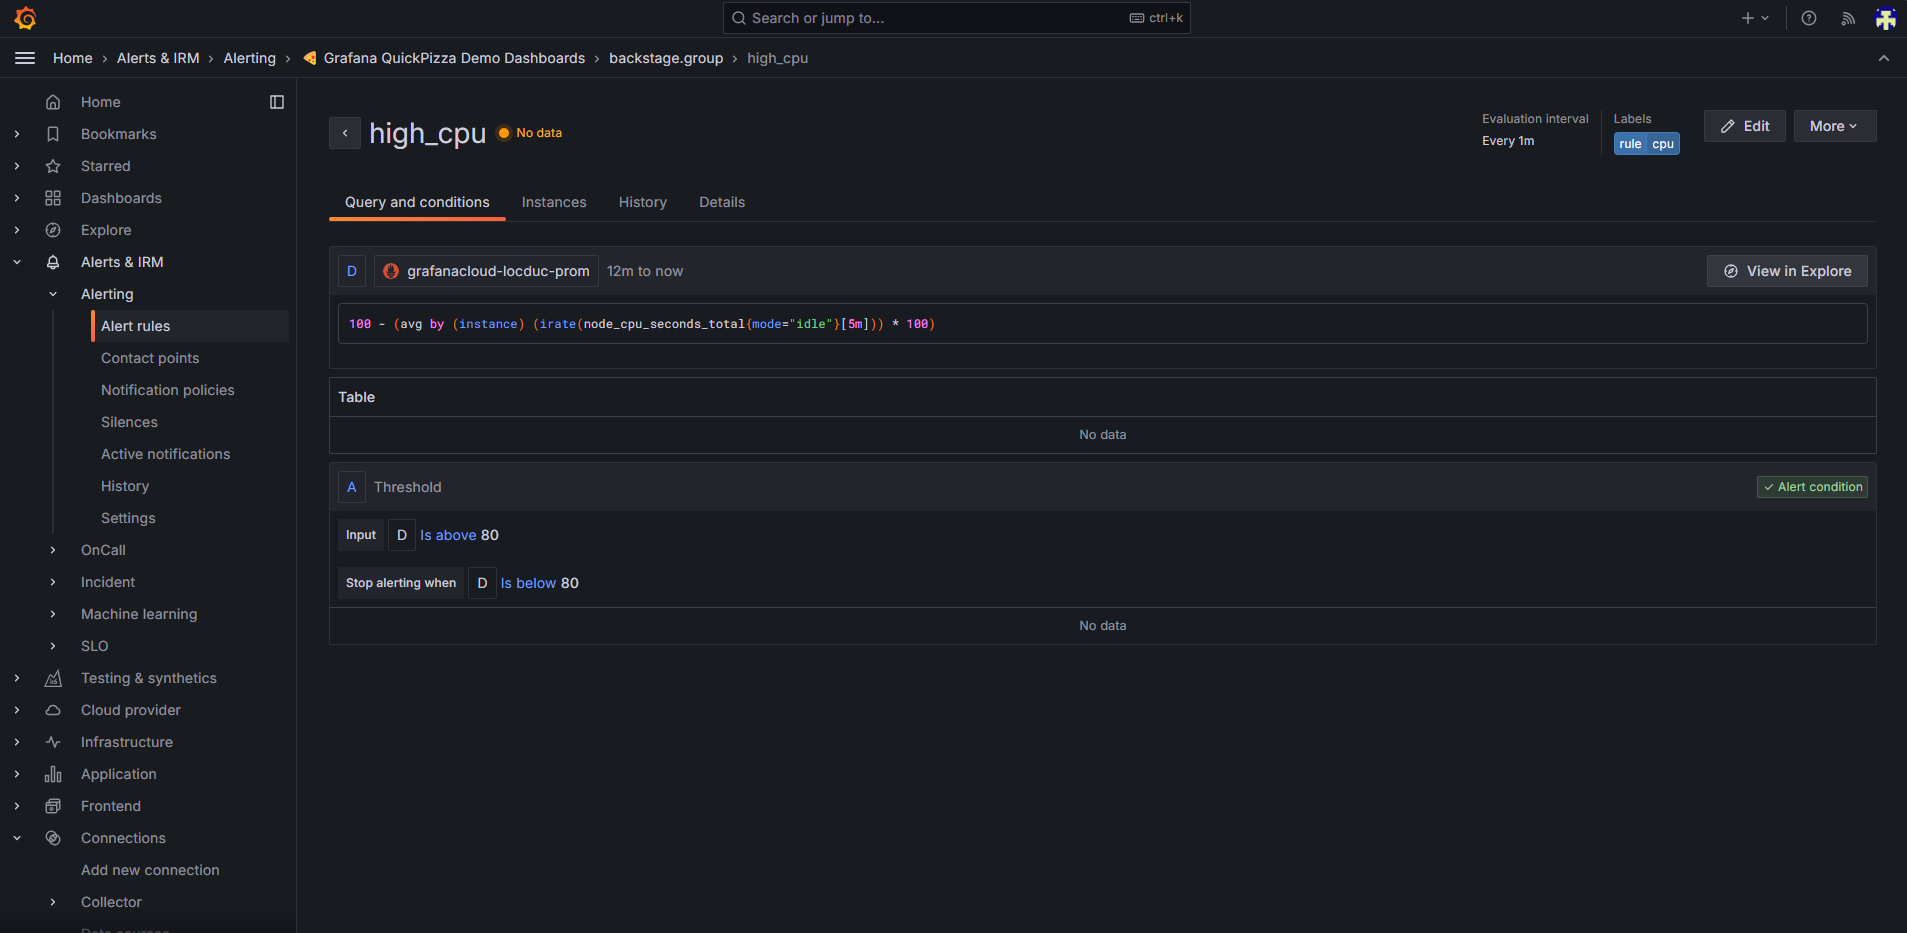 Search or jump to...
ctrl+k
Home › Alerts & IRM › Alerting › Grafana QuickPizza Demo Dashboards › backstage.group › high_cpu
Home
Bookmarks
Starred
Dashboards
Explore
Alerts & IRM
Alerting
Alert rules
Contact points
Notification policies
Silences
Active notifications
History
Settings
OnCall
Incident
Machine learning
SLO
Testing & synthetics
Cloud provider
Infrastructure
Application
Frontend
Connections
Add new connection
Collector
Data sources
high_cpu
No data
Evaluation interval
Every 1m
Labels
rule cpu
Edit
More
Query and conditions
Instances
History
Details
D
grafanacloud-locduc-prom
12m to now
View in Explore
100 - (avg by (instance) (irate(node_cpu_seconds_total{mode="idle"}[5m])) * 100)
Table
No data
A
Threshold
Alert condition
Input D Is above 80
Stop alerting when D Is below 80
No data